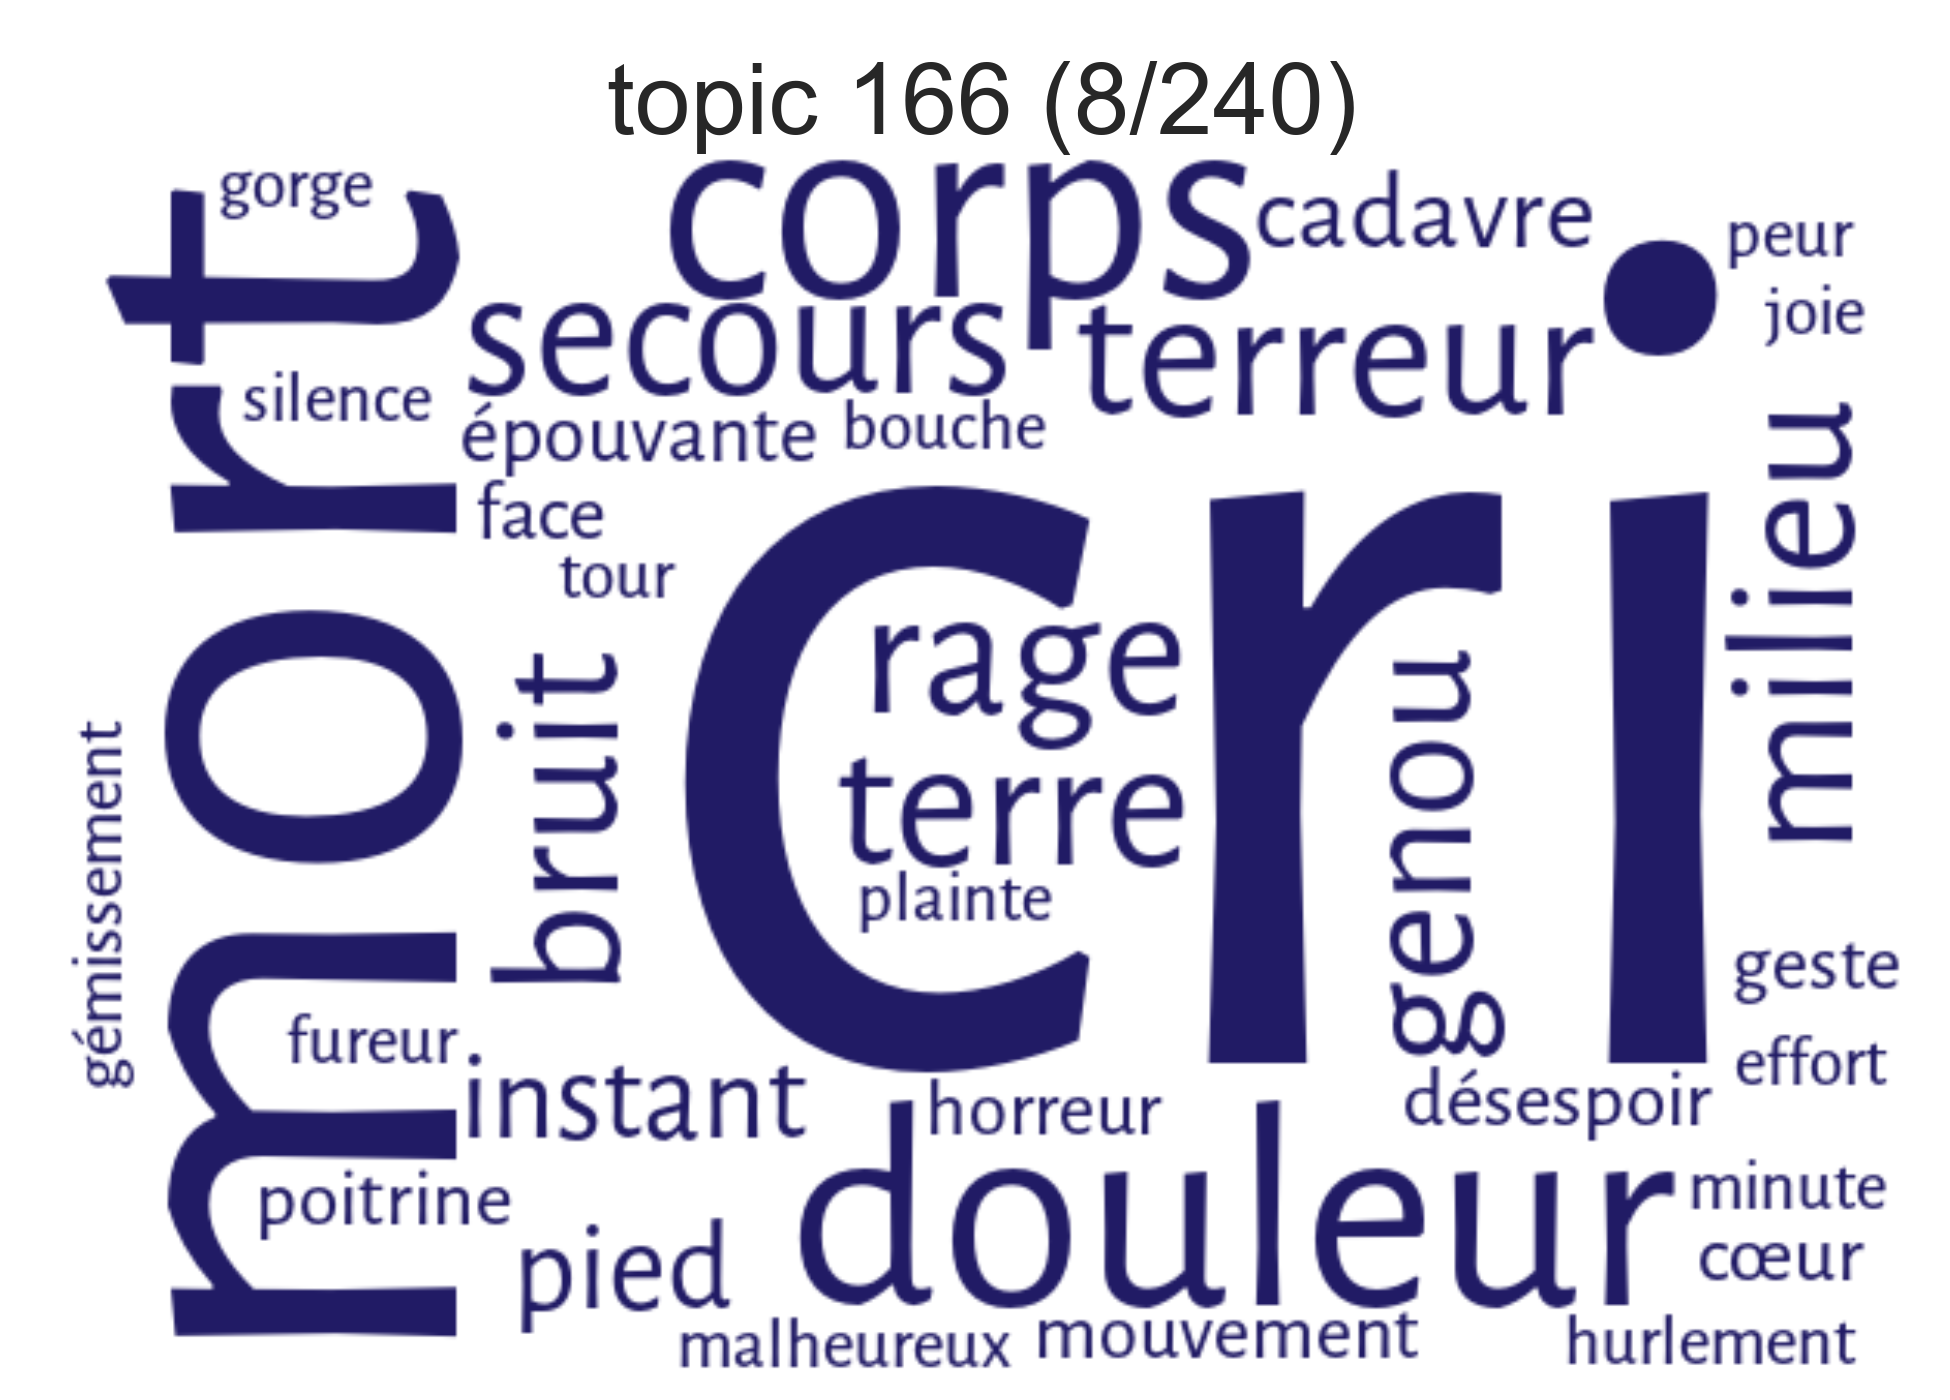 topic 166 (8/240)
gorge
corps
cadavre
peur
joie
secours
terreur
silence
épouvante
bouche
mort
face
tour
cri
milieu
rage
bruit
genou
terre
plainte
gémissement
geste
fureur
effort
instant
horreur
désespoir
poitrine
douleur
minute
pied
cœur
malheureux
mouvement
hurlement